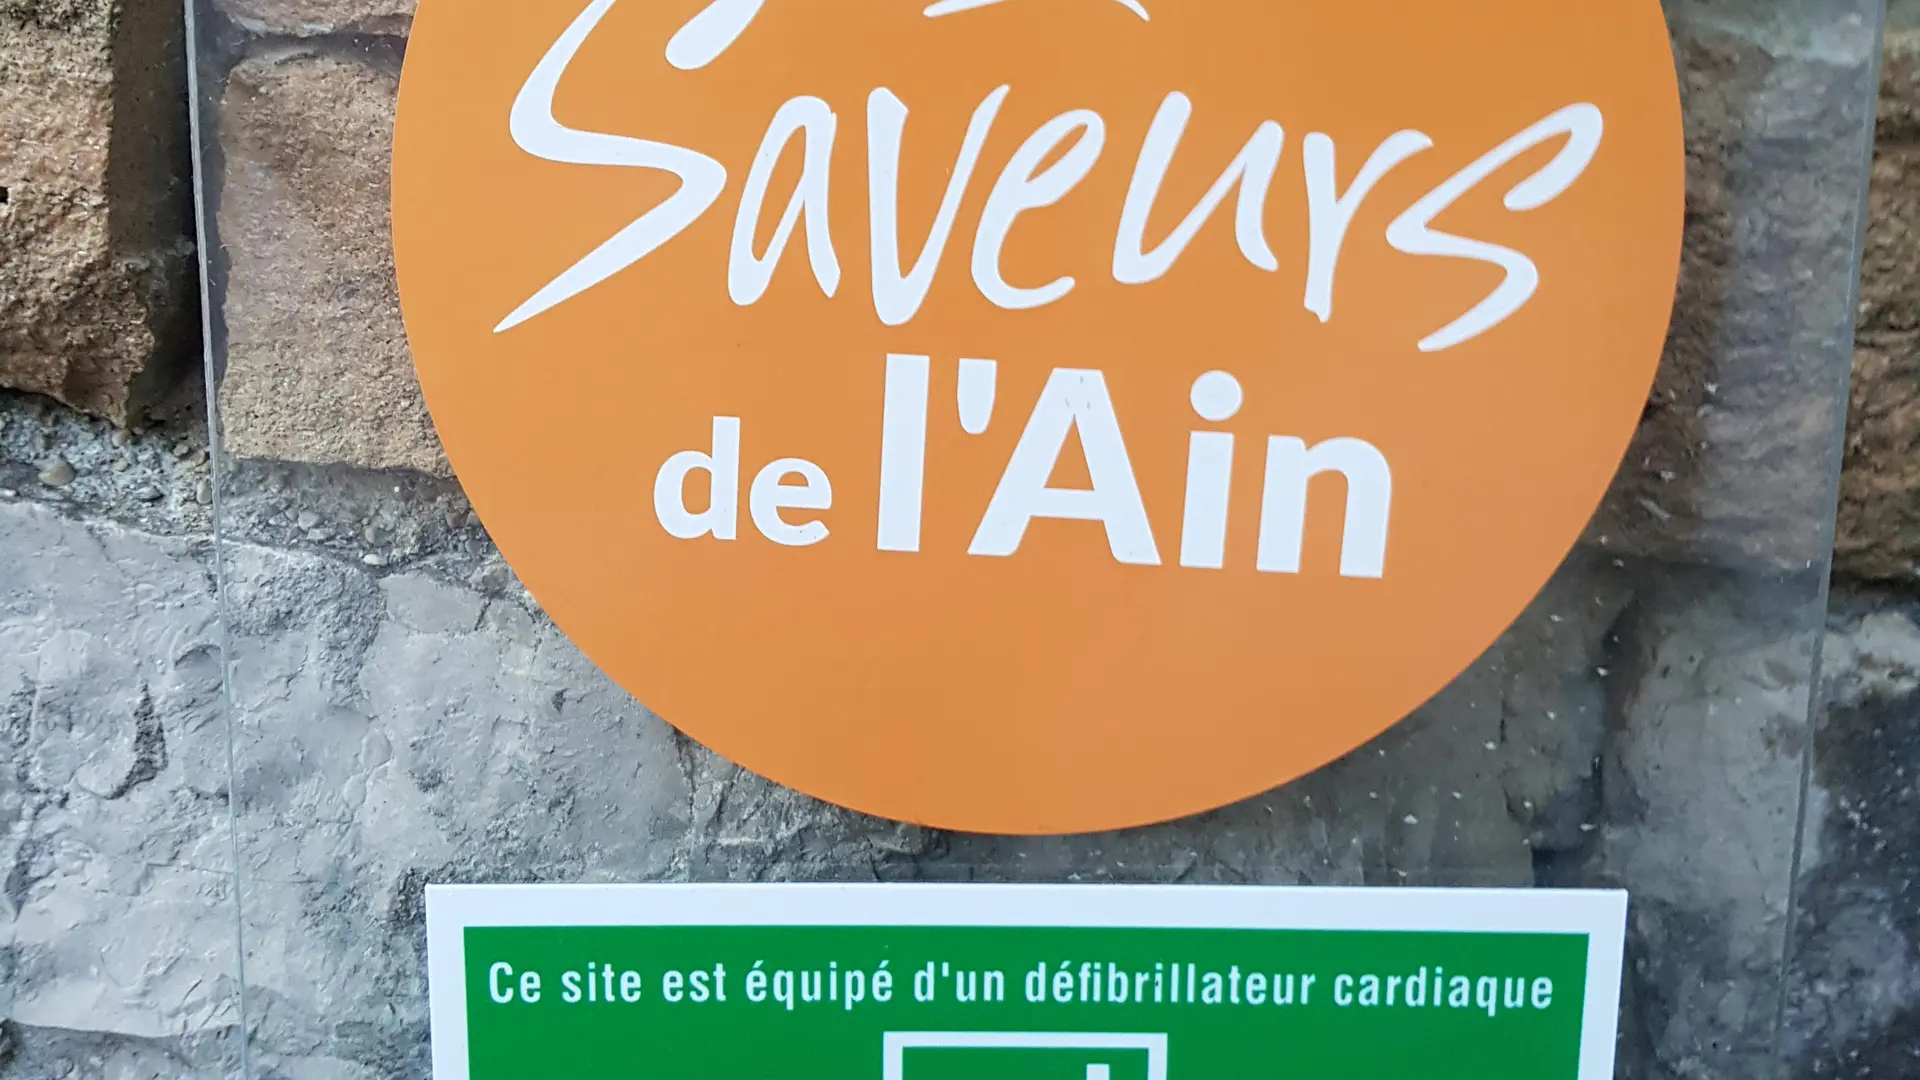 Saveurs
de l'Ain
Ce site est équipé d'un défibrillateur cardiaque